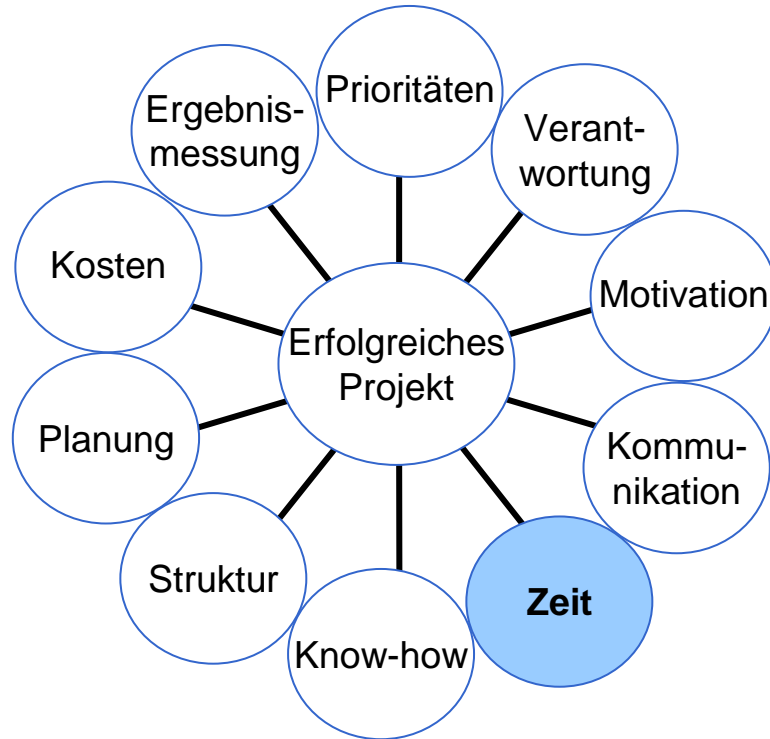 Prioritäten
Verant-
wortung
Motivation
Kommu-
nikation
Zeit
Know-how
Struktur
Planung
Kosten
Ergebnis-
messung
Erfolgreiches
Projekt